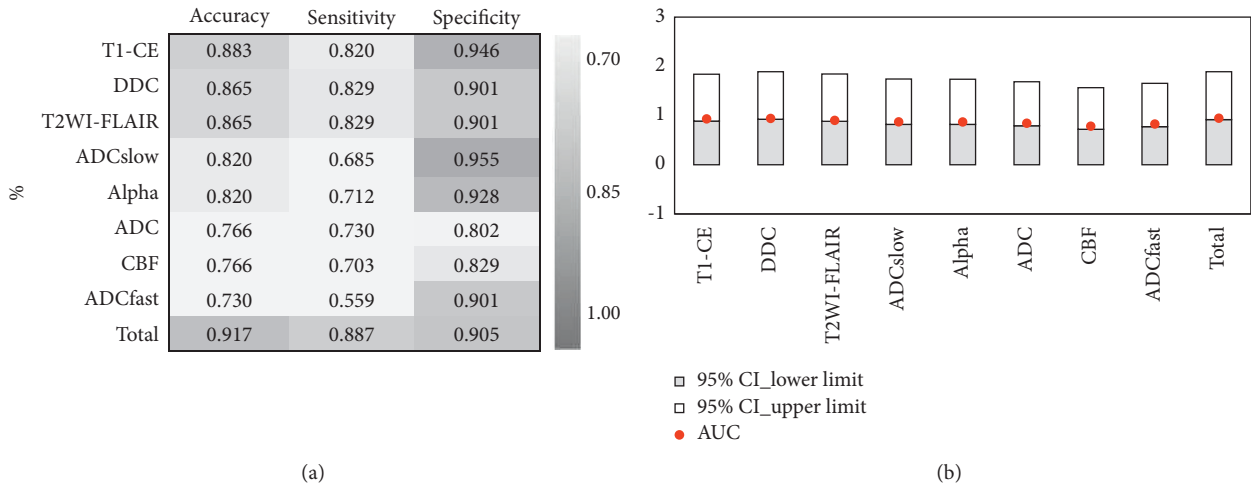 Accuracy Sensitivity Specificity
T1-CE 0.883 0.820 0.946
DDC 0.865 0.829 0.901
T2WI-FLAIR 0.865 0.829 0.901
ADCslow 0.820 0.685 0.955
Alpha 0.820 0.712 0.928
ADC 0.766 0.730 0.802
CBF 0.766 0.703 0.829
ADCfast 0.730 0.559 0.901
Total 0.917 0.887 0.905
%
0.70
0.85
1.00
(a)
3
2
1
0
-1
T1-CE
DDC
T2WI-FLAIR
ADCslow
Alpha
ADC
CBF
ADCfast
Total
95% CI_lower limit
95% CI_upper limit
AUC
(b)